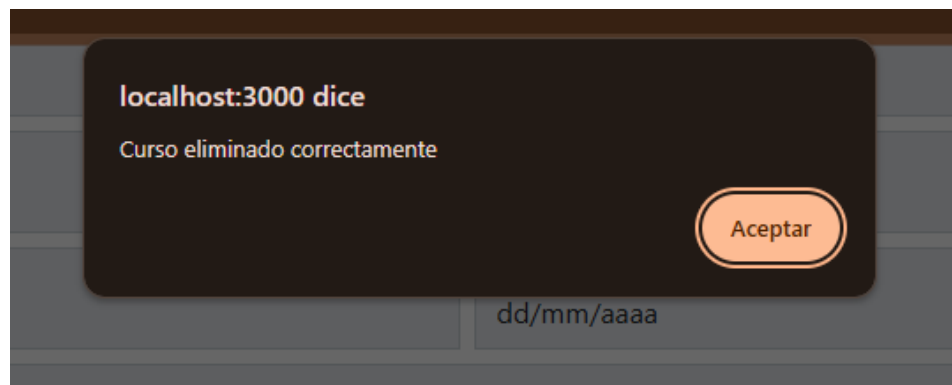 localhost:3000 dice
Curso eliminado correctamente
Aceptar
dd/mm/aaaa